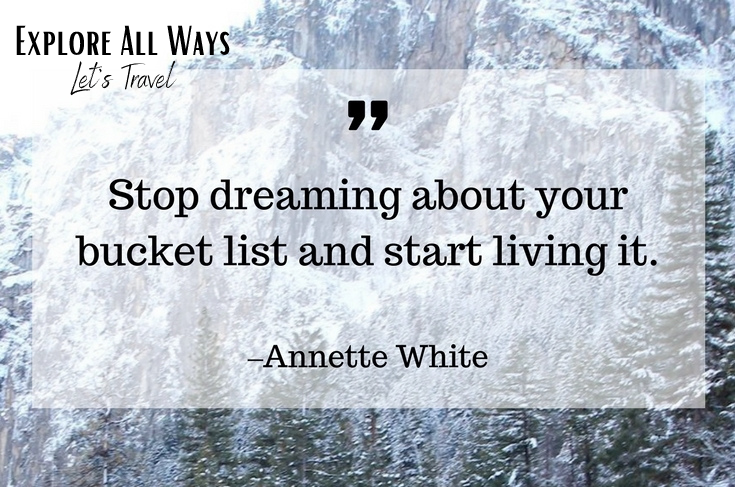 Explore All Ways
Let's Travel
”
Stop dreaming about your
bucket list and start living it.
–Annette White